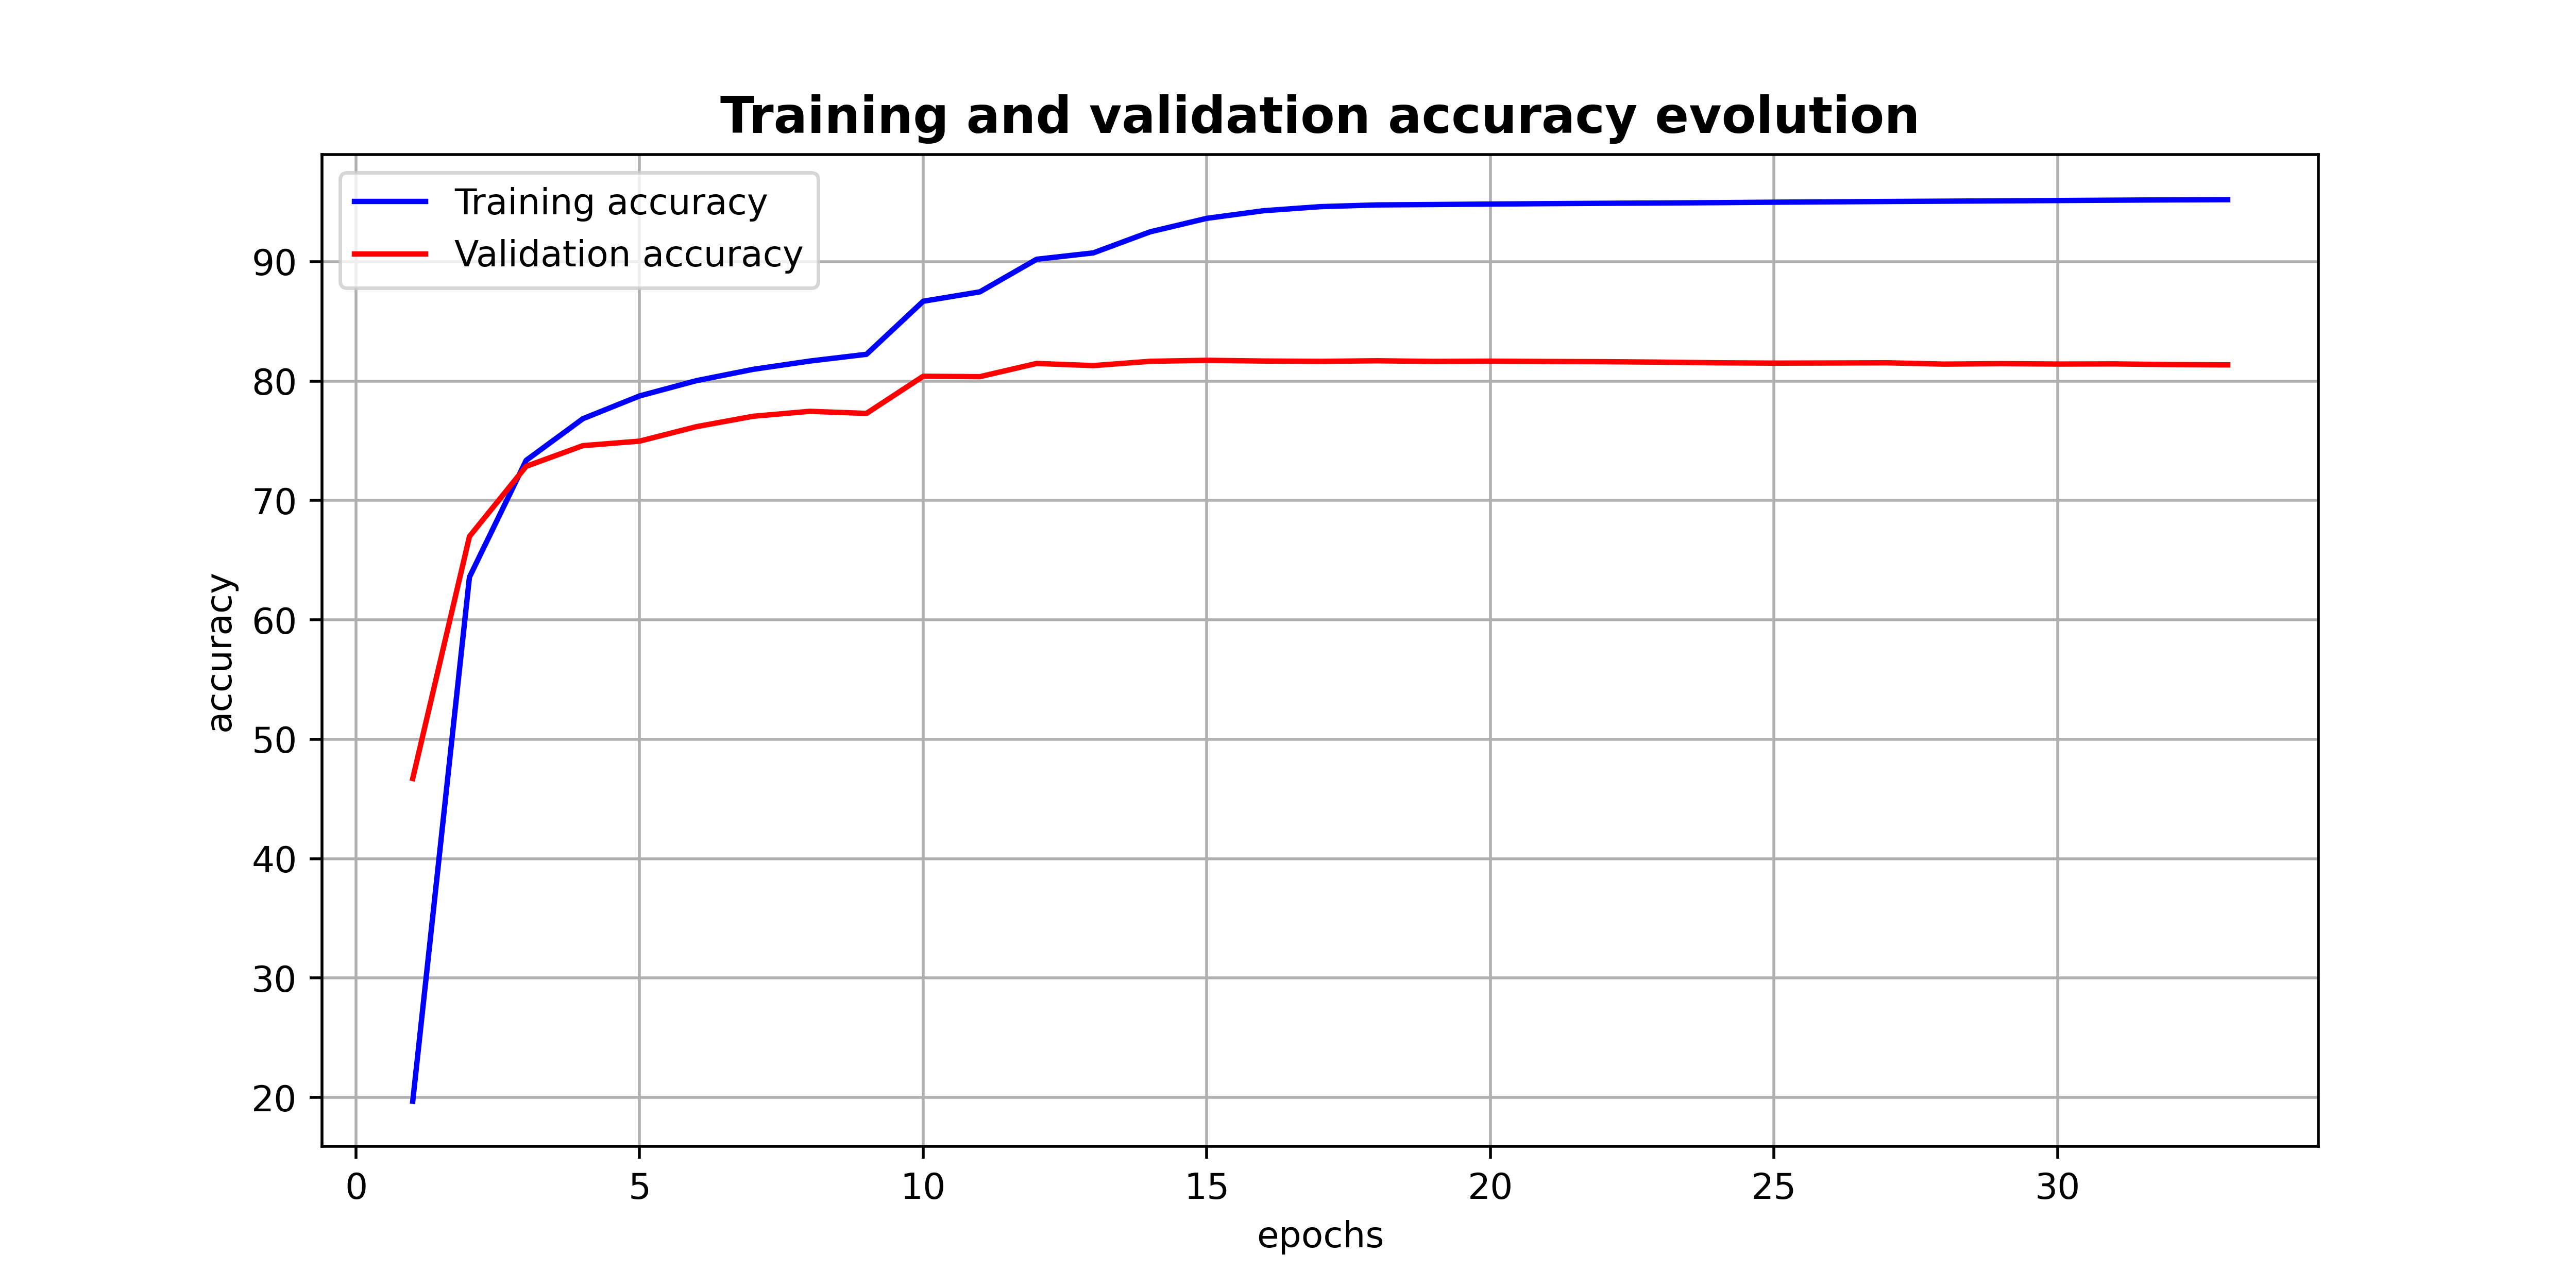 Training and validation accuracy evolution
Training accuracy
Validation accuracy
90
80
70
60
50
40
30
20
accuracy
0 5 10 15 20 25 30
epochs